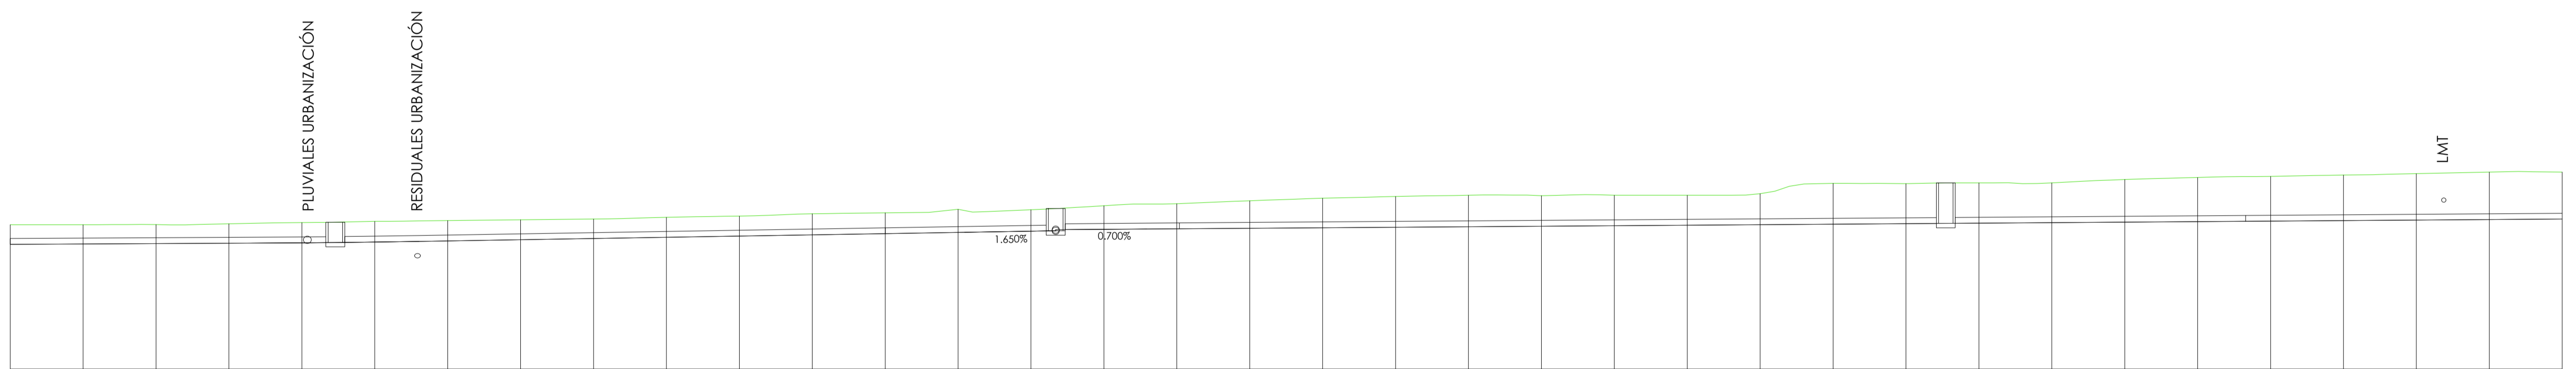 PLUVIALES URBANIZACIÓN
RESIDUALES URBANIZACIÓN
LMT
1.650%
0.700%